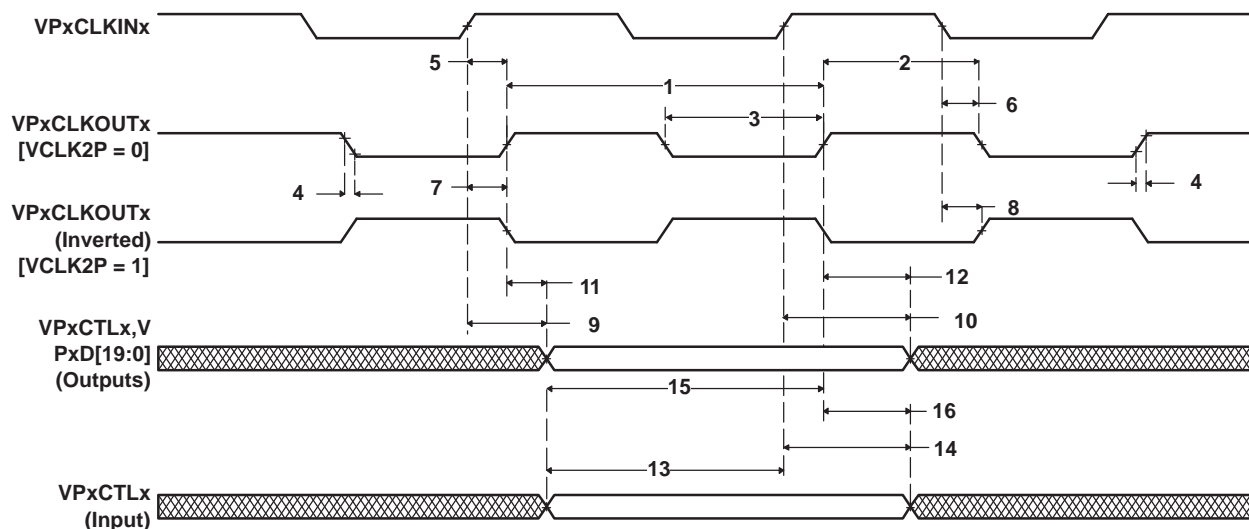 VPxCLKINx
5
2
1
6
VPxCLKOUTx
[VCLK2P = 0]
3
4
7
4
VPxCLKOUTx
(Inverted)
[VCLK2P = 1]
8
11
12
9
10
VPxCTLx,V
PxD[19:0]
(Outputs)
15
16
14
13
VPxCTLx
(Input)